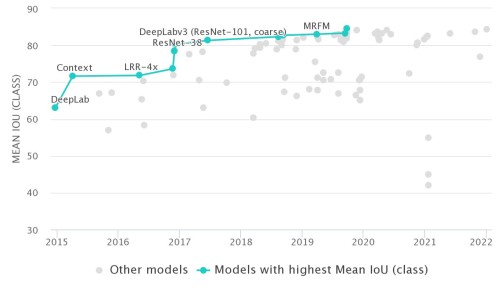 90
80
70
60
50
40
30
MEAN IOU (CLASS)
DeepLabv3 (ResNet-101, coarse)
MRFM
ResNet-38
Context
LRR-4x
DeepLab
2015 2016 2017 2018 2019 2020 2021 2022
Other models Models with highest Mean IoU (class)